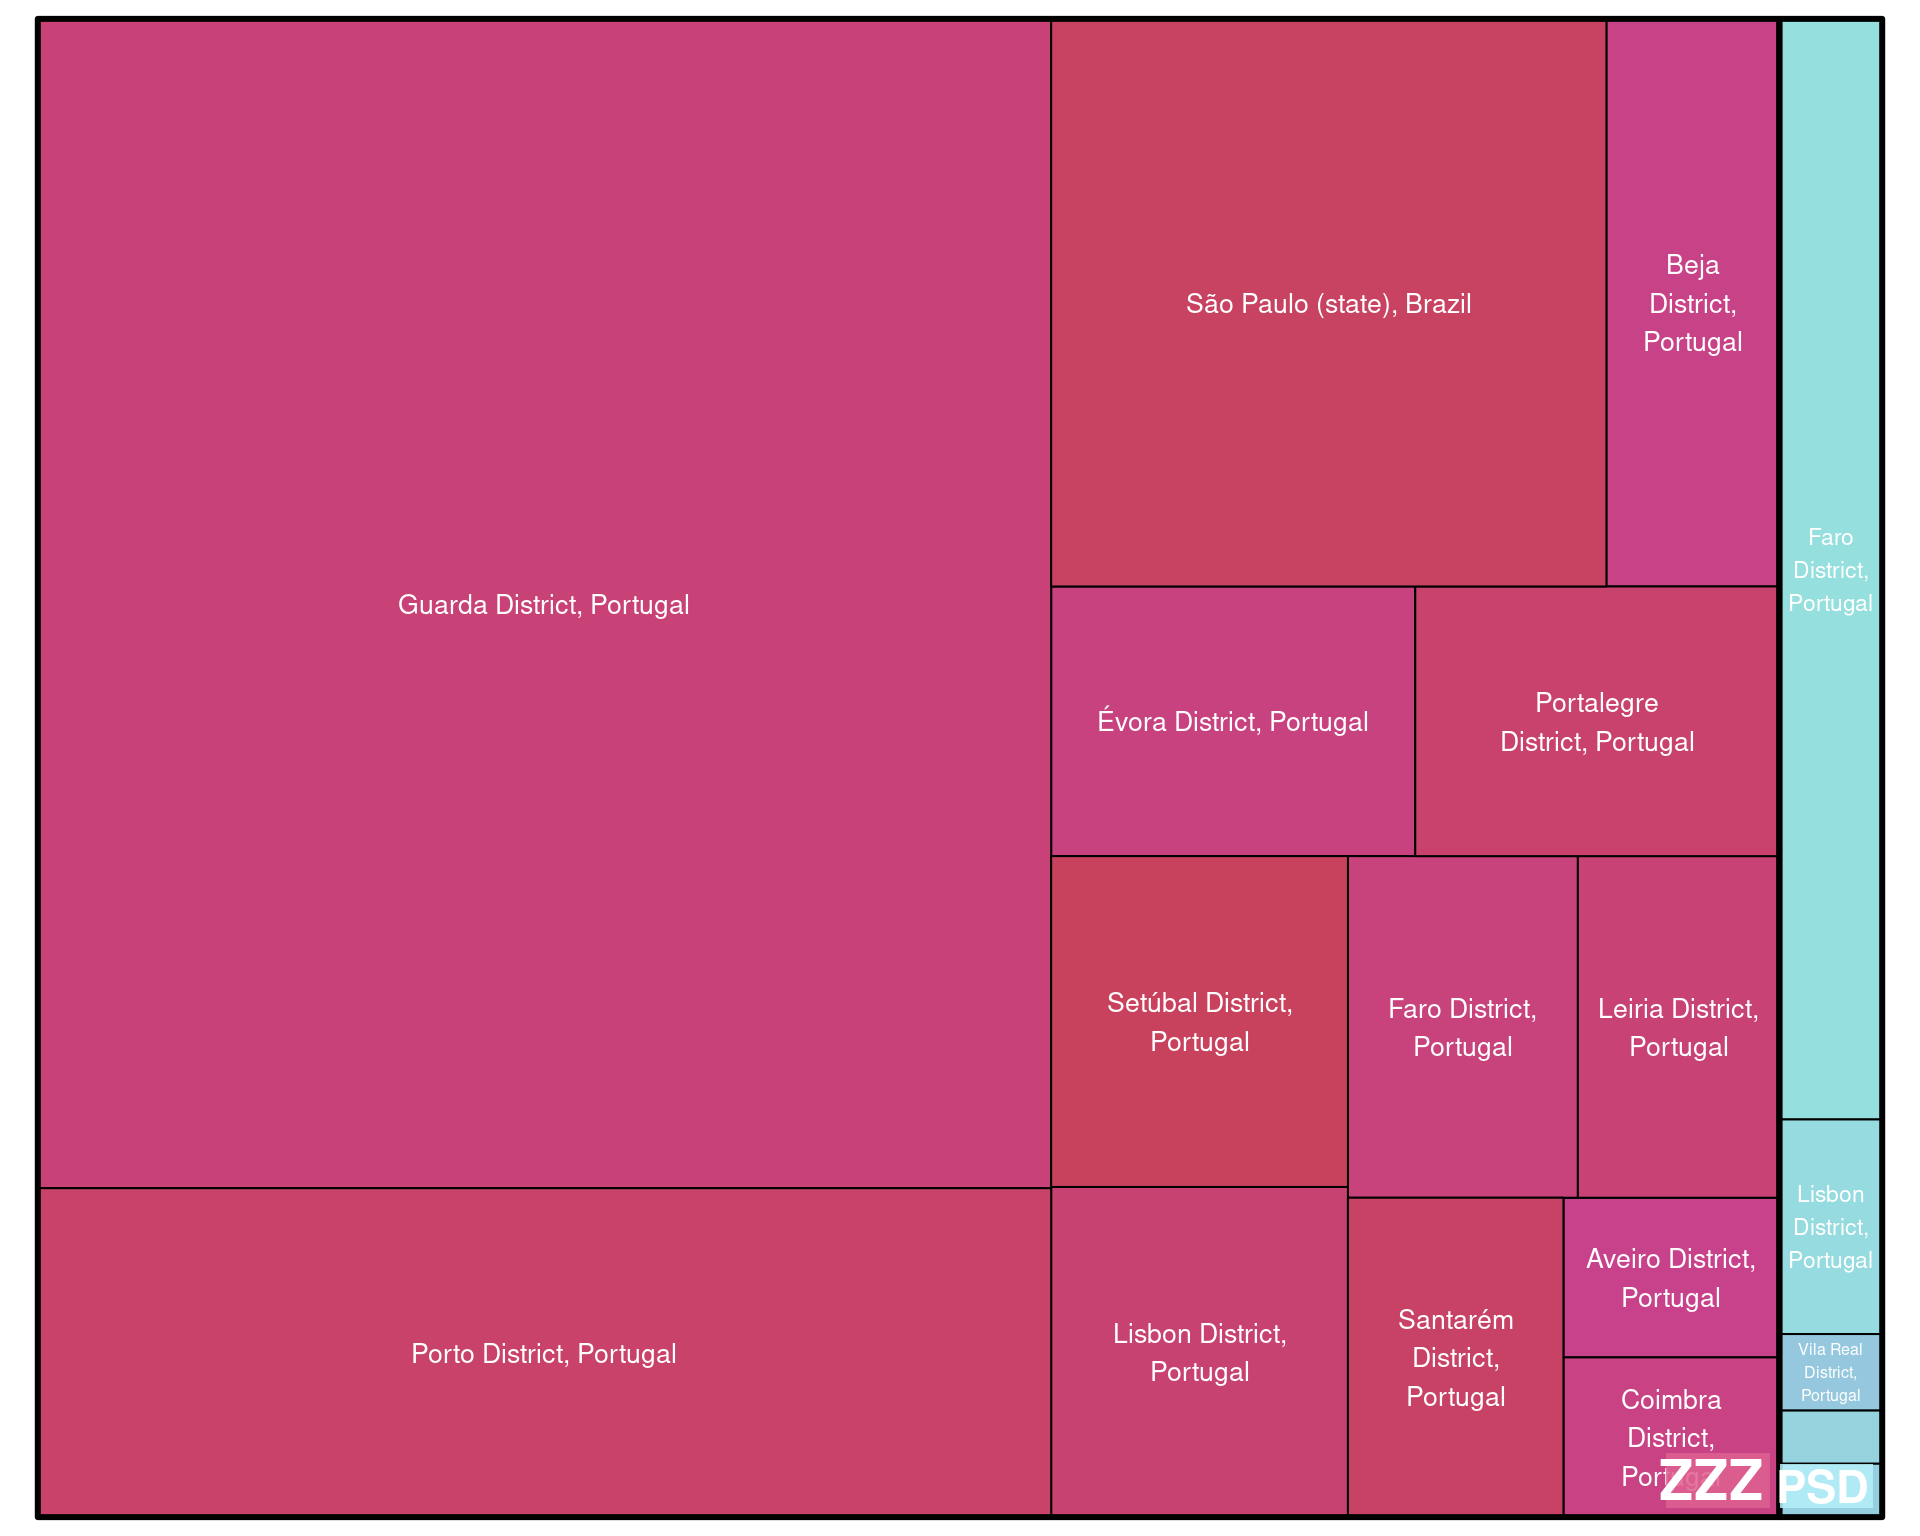 Guarda District, Portugal
Porto District, Portugal
São Paulo (state), Brazil
Beja
District,
Portugal
Évora District, Portugal
Portalegre
District, Portugal
Setúbal District,
Portugal
Faro District,
Portugal
Leiria District,
Portugal
Lisbon District,
Portugal
Santarém
District,
Portugal
Aveiro District,
Portugal
Coimbra
District,
Portugal
ZZZ
Faro
District,
Portugal
Lisbon
District,
Portugal
Vila Real
District,
Portugal
PSD